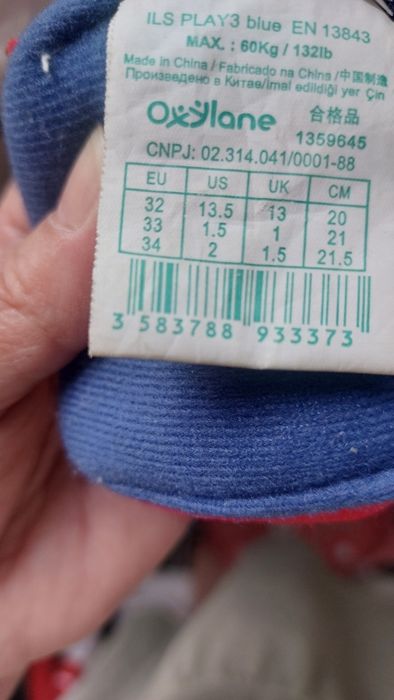 ILS PLAY3 blue EN 13843
MAX. : 60Kg / 132lb
Made in China / Fabricado na China /中国制造
Произведено в Китае/imal edildiği yer Çin
Oxylane 合格品
1359645
CNPJ: 02.314.041/0001-88
EU US UK CM
32 13.5 13 20
33 1.5 1 21
34 2 1.5 21.5
3 583788 933373